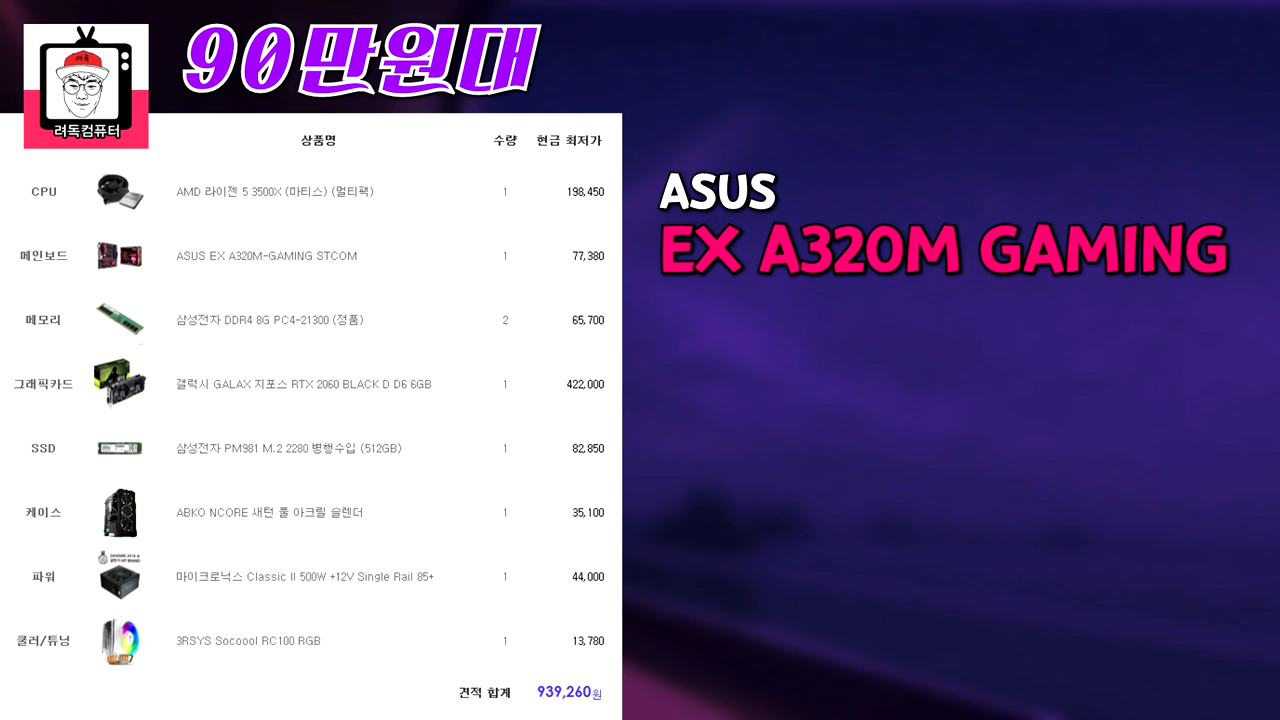 90만원대
려독
려독컴퓨터
상품명 수량 현금 최저가
CPU AMD 라이젠 5 3500X (마티스) (멀티팩) 1 198,450
메인보드 ASUS EX A320M-GAMING STCOM 1 77,380
메모리 삼성전자 DDR4 8G PC4-21300 (정품) 2 65,700
그래픽카드 갤럭시 GALAX 지포스 RTX 2060 BLACK D D6 6GB 1 422,000
SSD 삼성전자 PM981 M.2 2280 병행수입 (512GB) 1 82,850
케이스 ABKO NCORE 새턴 풀 아크릴 슬렌더 1 35,100
파워 마이크로닉스 Classic II 500W +12V Single Rail 85+ 1 44,000
쿨러/튜닝 3RSYS Socoool RC100 RGB 1 13,780
견적 합계 939,260원
ASUS
EX A320M GAMING